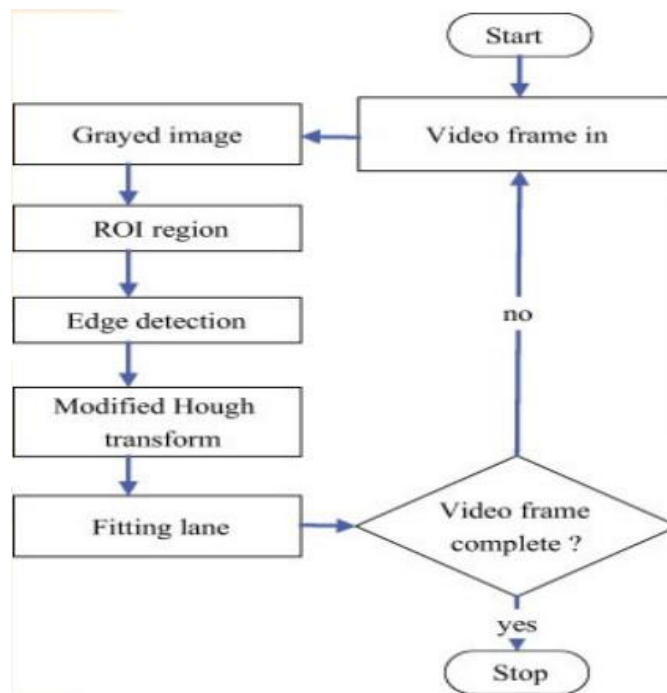 Start
Video frame in
Grayed image
ROI region
Edge detection
Modified Hough
transform
Fitting lane
Video frame
complete ?
no
yes
Stop